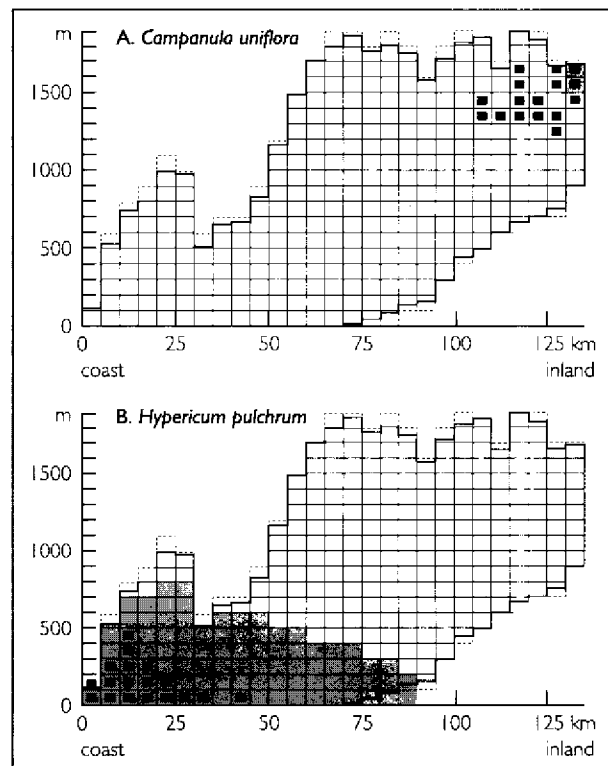 m A. Campanula uniflora
1500
1000
500
0
0 25 50 75 100 125 km
coast inland
m B. Hypericum pulchrum
1500
1000
500
0
0 25 50 75 100 125 km
coast inland